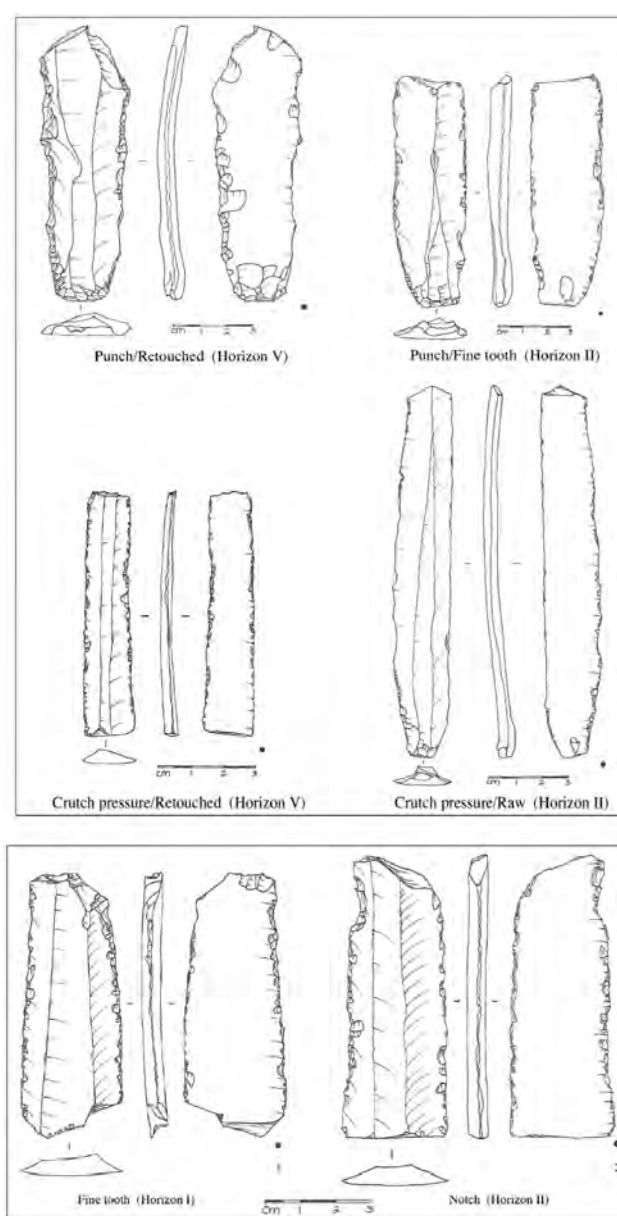 cm 1 2 3
Punch/Retouched (Horizon V)
cm 1 2 3
Punch/Fine tooth (Horizon II)
cm 1 2 3
Crutch pressure/Retouched (Horizon V)
cm 1 2 3
Crutch pressure/Raw (Horizon II)
1
2
Fine tooth (Horizon I)
cm 1 2 3
Notch (Horizon II)